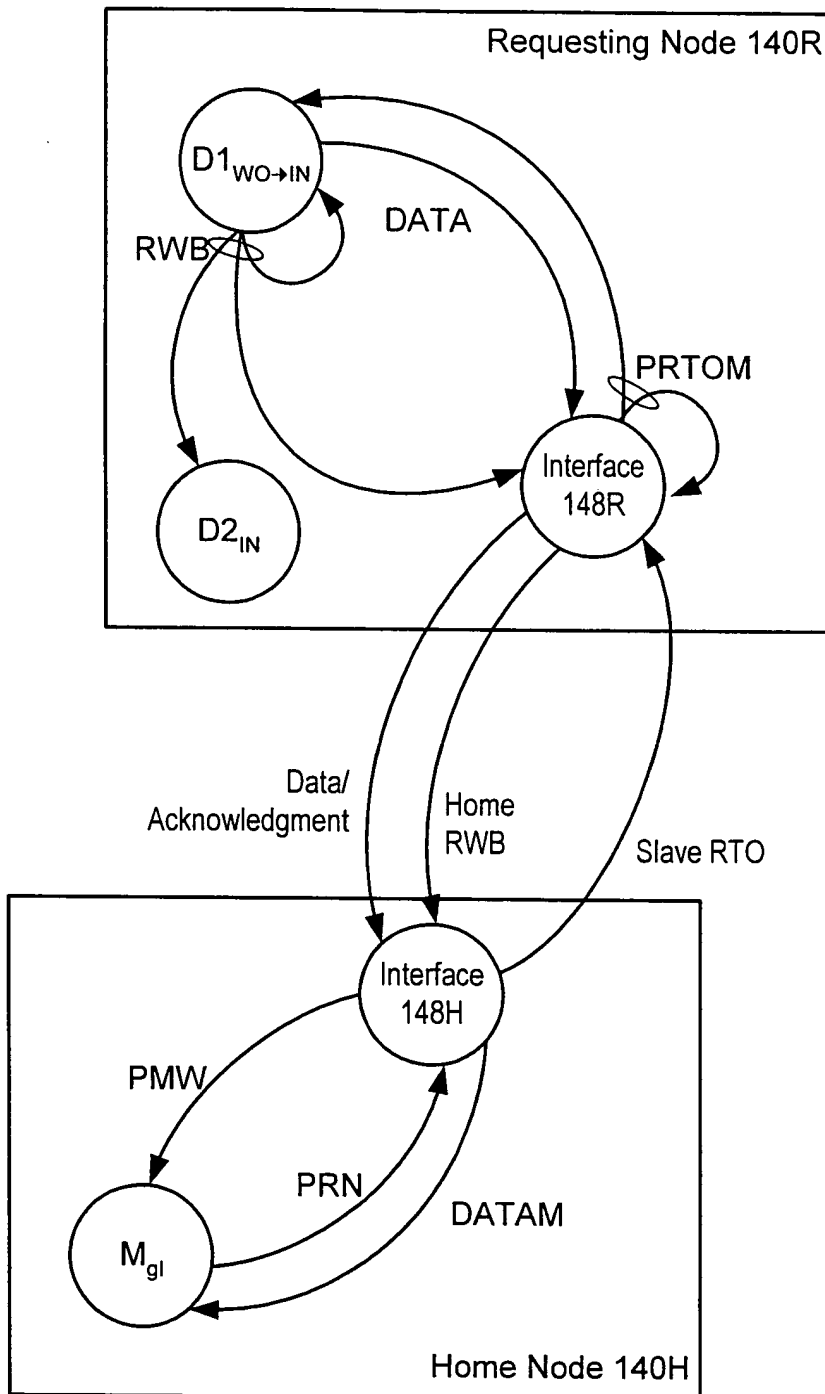 Requesting Node 140R
D1WO→IN
DATA
RWB
PRTOM
Interface
148R
D2IN
Data/
Acknowledgment
Home
RWB
Slave RTO
Interface
148H
PMW
PRN
DATAM
Mgl
Home Node 140H